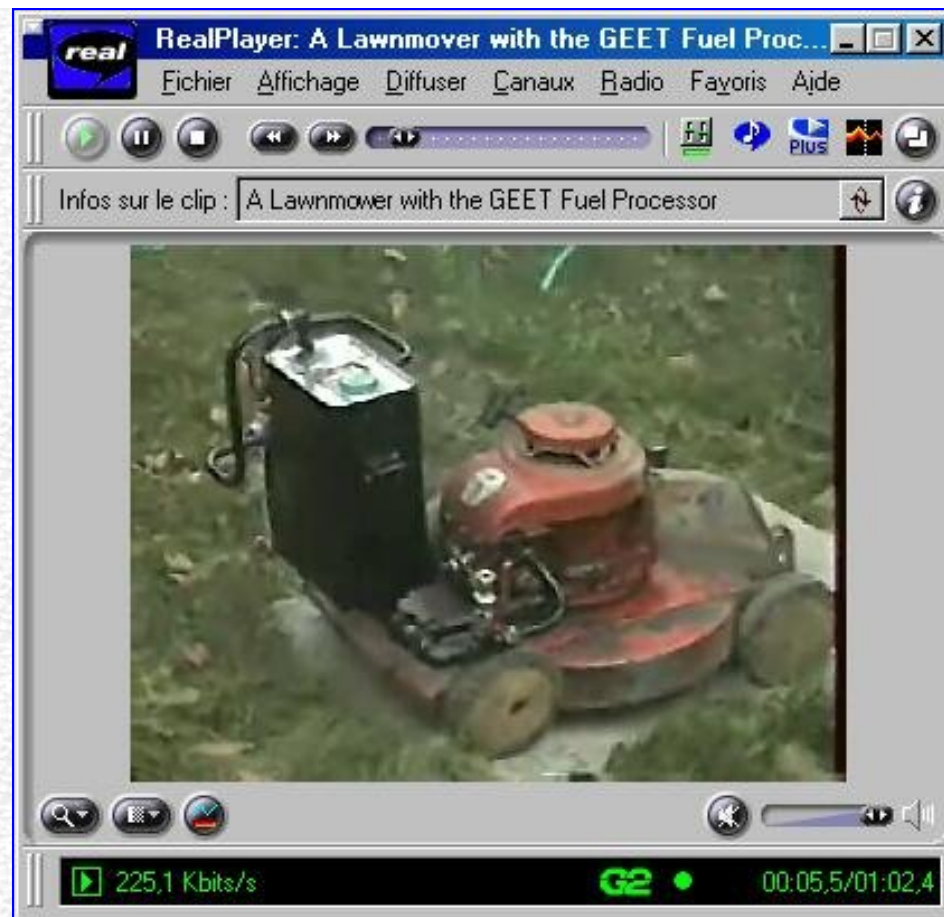 real
RealPlayer: A Lawnmover with the GEET Fuel Proc...
Fichier Affichage Diffuser Canaux Radio Favoris Aide
PLUS
Infos sur le clip : A Lawnmower with the GEET Fuel Processor
225,1 Kbits/s G2 00:05,5/01:02,4